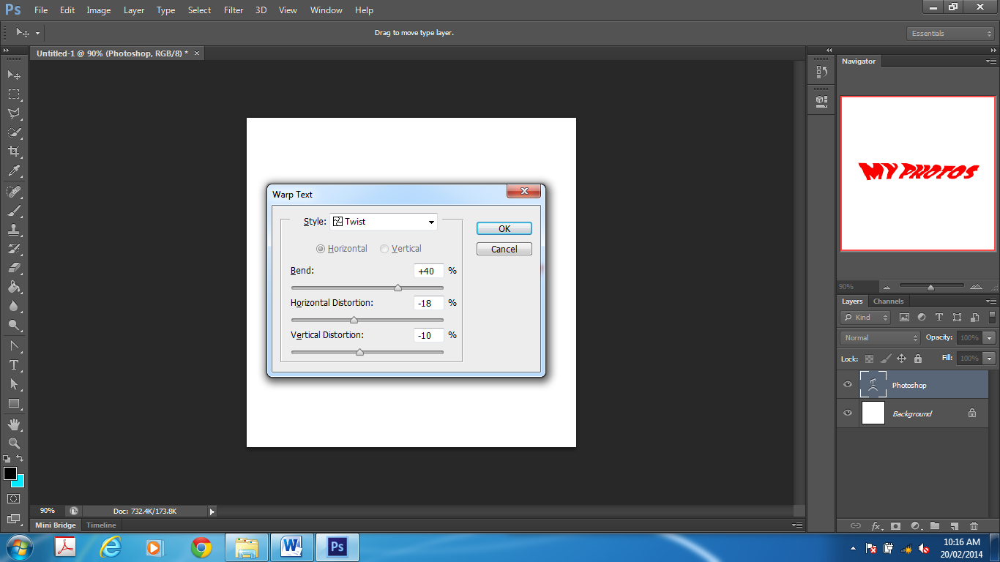 Ps File Edit Image Layer Type Select Filter 3D View Window Help
Drag to move type layer.
Essentials
Untitled-1 @ 90% (Photoshop, RGB/8) * ×
Navigator
MY PHOTOS
90%
Warp Text
Style: Twist
OK
Horizontal Vertical
Cancel
Bend: +40 %
Horizontal Distortion: -18 %
Vertical Distortion: -10 %
Layers Channels
Kind
Normal Opacity: 100%
Lock: Fill: 100%
Photoshop
Background
fx
90% Doc: 732.4K/173.8K
Mini Bridge Timeline
W Ps
10:16 AM
20/02/2014